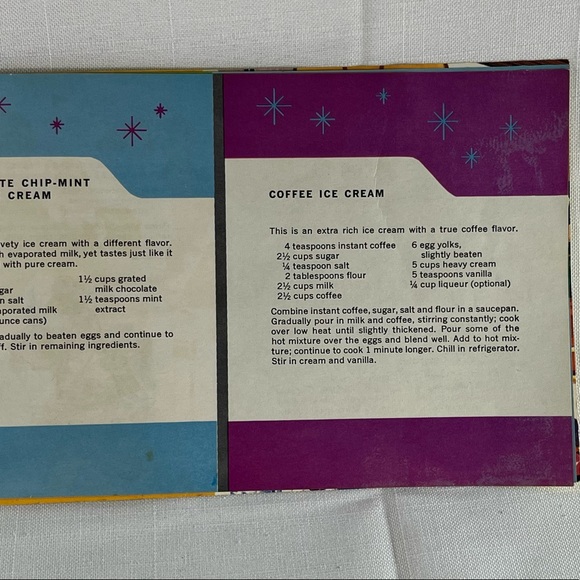 TE CHIP-MINT
CREAM
vety ice cream with a different flavor.
h evaporated milk, yet tastes just like it
with pure cream.
gar
n salt
porated milk
ounce cans)
1½ cups grated
milk chocolate
1½ teaspoons mint
extract
adually to beaten eggs and continue to
ff. Stir in remaining ingredients.
COFFEE ICE CREAM
This is an extra rich ice cream with a true coffee flavor.
4 teaspoons instant coffee
2½ cups sugar
¼ teaspoon salt
2 tablespoons flour
2½ cups milk
2½ cups coffee
6 egg yolks,
slightly beaten
5 cups heavy cream
5 teaspoons vanilla
¼ cup liqueur (optional)
Combine instant coffee, sugar, salt and flour in a saucepan.
Gradually pour in milk and coffee, stirring constantly; cook
over low heat until slightly thickened. Pour some of the
hot mixture over the eggs and blend well. Add to hot mix-
ture; continue to cook 1 minute longer. Chill in refrigerator.
Stir in cream and vanilla.